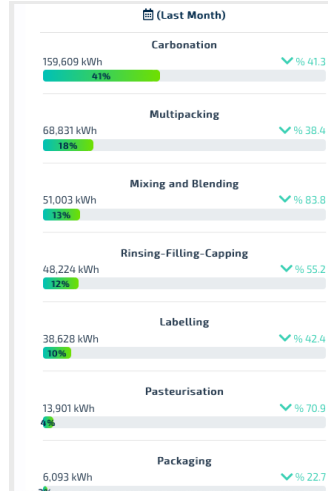 (Last Month)
Carbonation
159,609 kWh % 41.3
41%
Multipacking
68,831 kWh % 38.4
18%
Mixing and Blending
51,003 kWh % 83.8
13%
Rinsing-Filling-Capping
48,224 kWh % 55.2
12%
Labelling
38,628 kWh % 42.4
10%
Pasteurisation
13,901 kWh % 70.9
4%
Packaging
6,093 kWh % 22.7